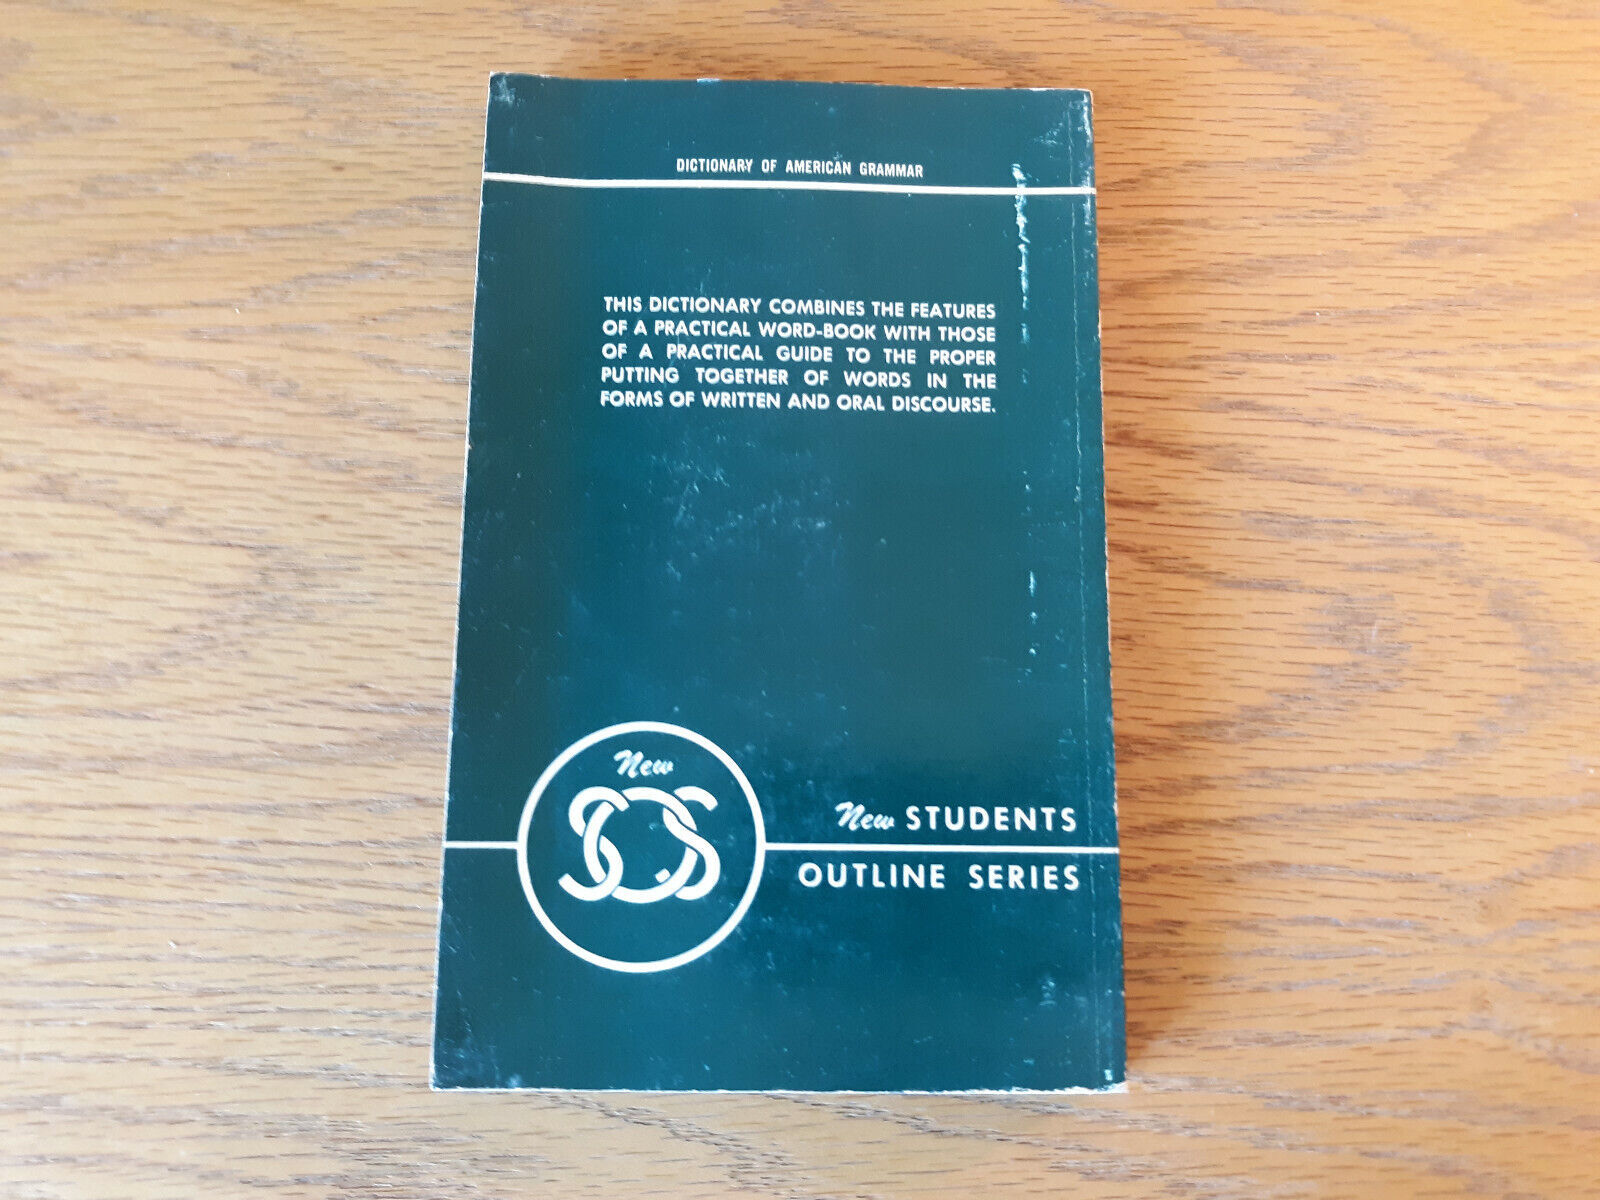 DICTIONARY OF AMERICAN GRAMMAR
THIS DICTIONARY COMBINES THE FEATURES
OF A PRACTICAL WORD-BOOK WITH THOSE
OF A PRACTICAL GUIDE TO THE PROPER
PUTTING TOGETHER OF WORDS IN THE
FORMS OF WRITTEN AND ORAL DISCOURSE.
New
SOS
New STUDENTS
OUTLINE SERIES